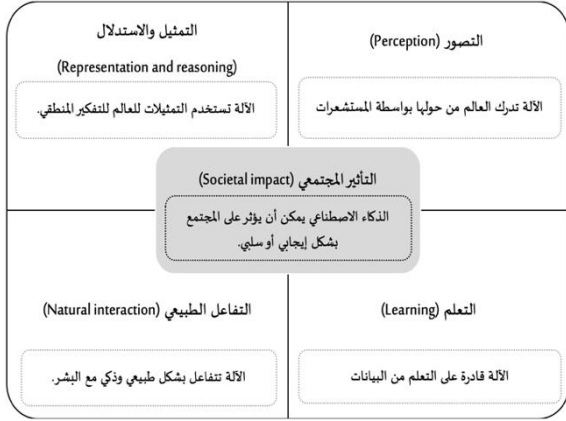 التصور (Perception)
الآلة تدرك العالم من حولها بواسطة المستشعرات
التمثيل والاستدلال
(Representation and reasoning)
الآلة تستخدم التمثيلات للعالم للتفكير المنطقي.
التأثير المجتمعي (Societal impact)
الذكاء الاصطناعي يمكن أن يؤثر على المجتمع
بشكل إيجابي أو سلبي.
التعلم (Learning)
الآلة قادرة على التعلم من البيانات
التفاعل الطبيعي (Natural interaction)
الآلة تتفاعل بشكل طبيعي وذكي مع البشر.